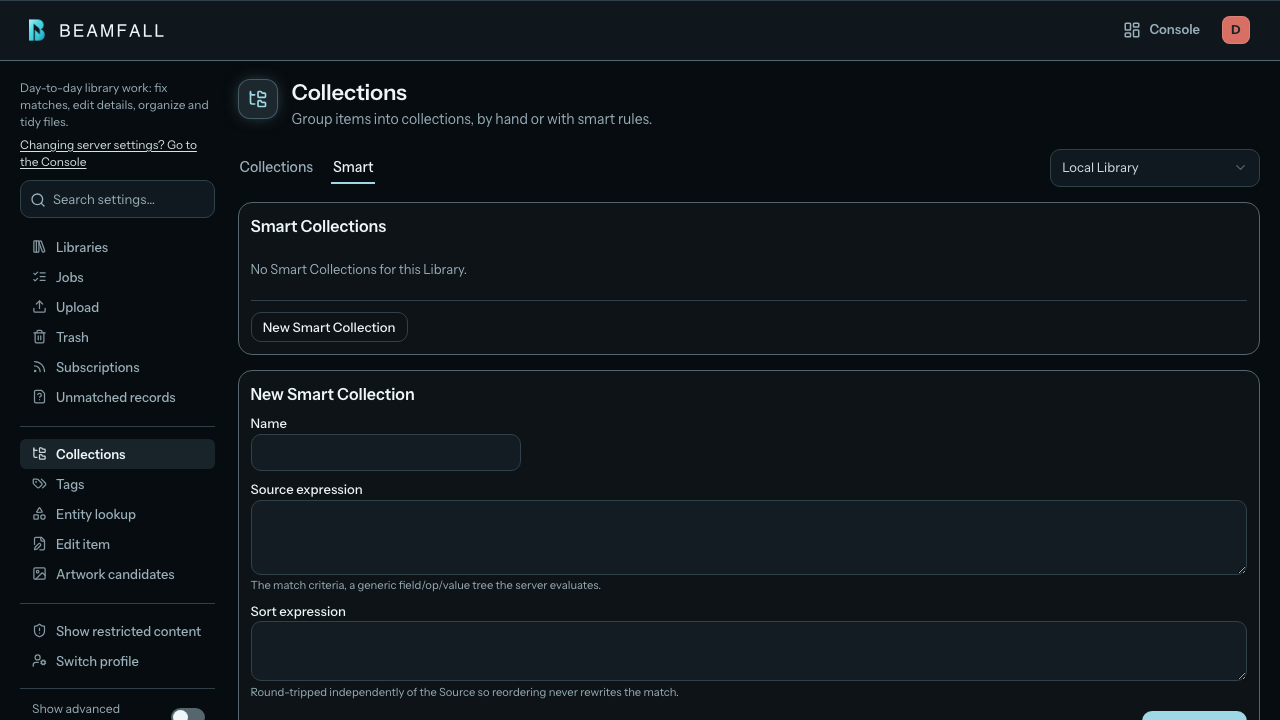 BEAMFALL
Console
D
Day-to-day library work: fix
matches, edit details, organize and
tidy files.
Changing server settings? Go to
the Console
Search settings...
Libraries
Jobs
Upload
Trash
Subscriptions
Unmatched records
Collections
Tags
Entity lookup
Edit item
Artwork candidates
Show restricted content
Switch profile
Show advanced
Collections
Group items into collections, by hand or with smart rules.
Collections
Smart
Local Library
Smart Collections
No Smart Collections for this Library.
New Smart Collection
New Smart Collection
Name
Source expression
The match criteria, a generic field/op/value tree the server evaluates.
Sort expression
Round-tripped independently of the Source so reordering never rewrites the match.